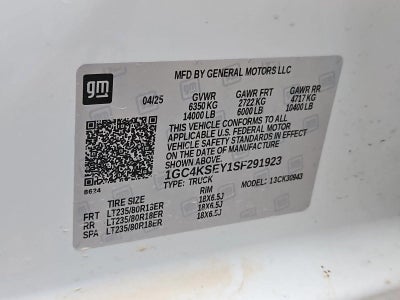 gm
MFD BY GENERAL MOTORS LLC
04/25 GVWR GAWR FRT GAWR RR
6350 KG 2722 KG 4717 KG
14000 LB 6000 LB 10400 LB
THIS VEHICLE CONFORMS TO ALL
APPLICABLE U.S. FEDERAL MOTOR
VEHICLE SAFETY STANDARDS IN EFFECT
ON THE DATE OF MANUFACTURE
SHOWN ABOVE.
1GC4KSEY1SF291923
TYPE: TRUCK MODEL: 13CK30943
8624
TIRE SIZE RIM
FRT LT235/80R18ER 18X6.5J
RR LT235/80R18ER 18X6.5J
SPA LT235/80R18ER 18X6.5J